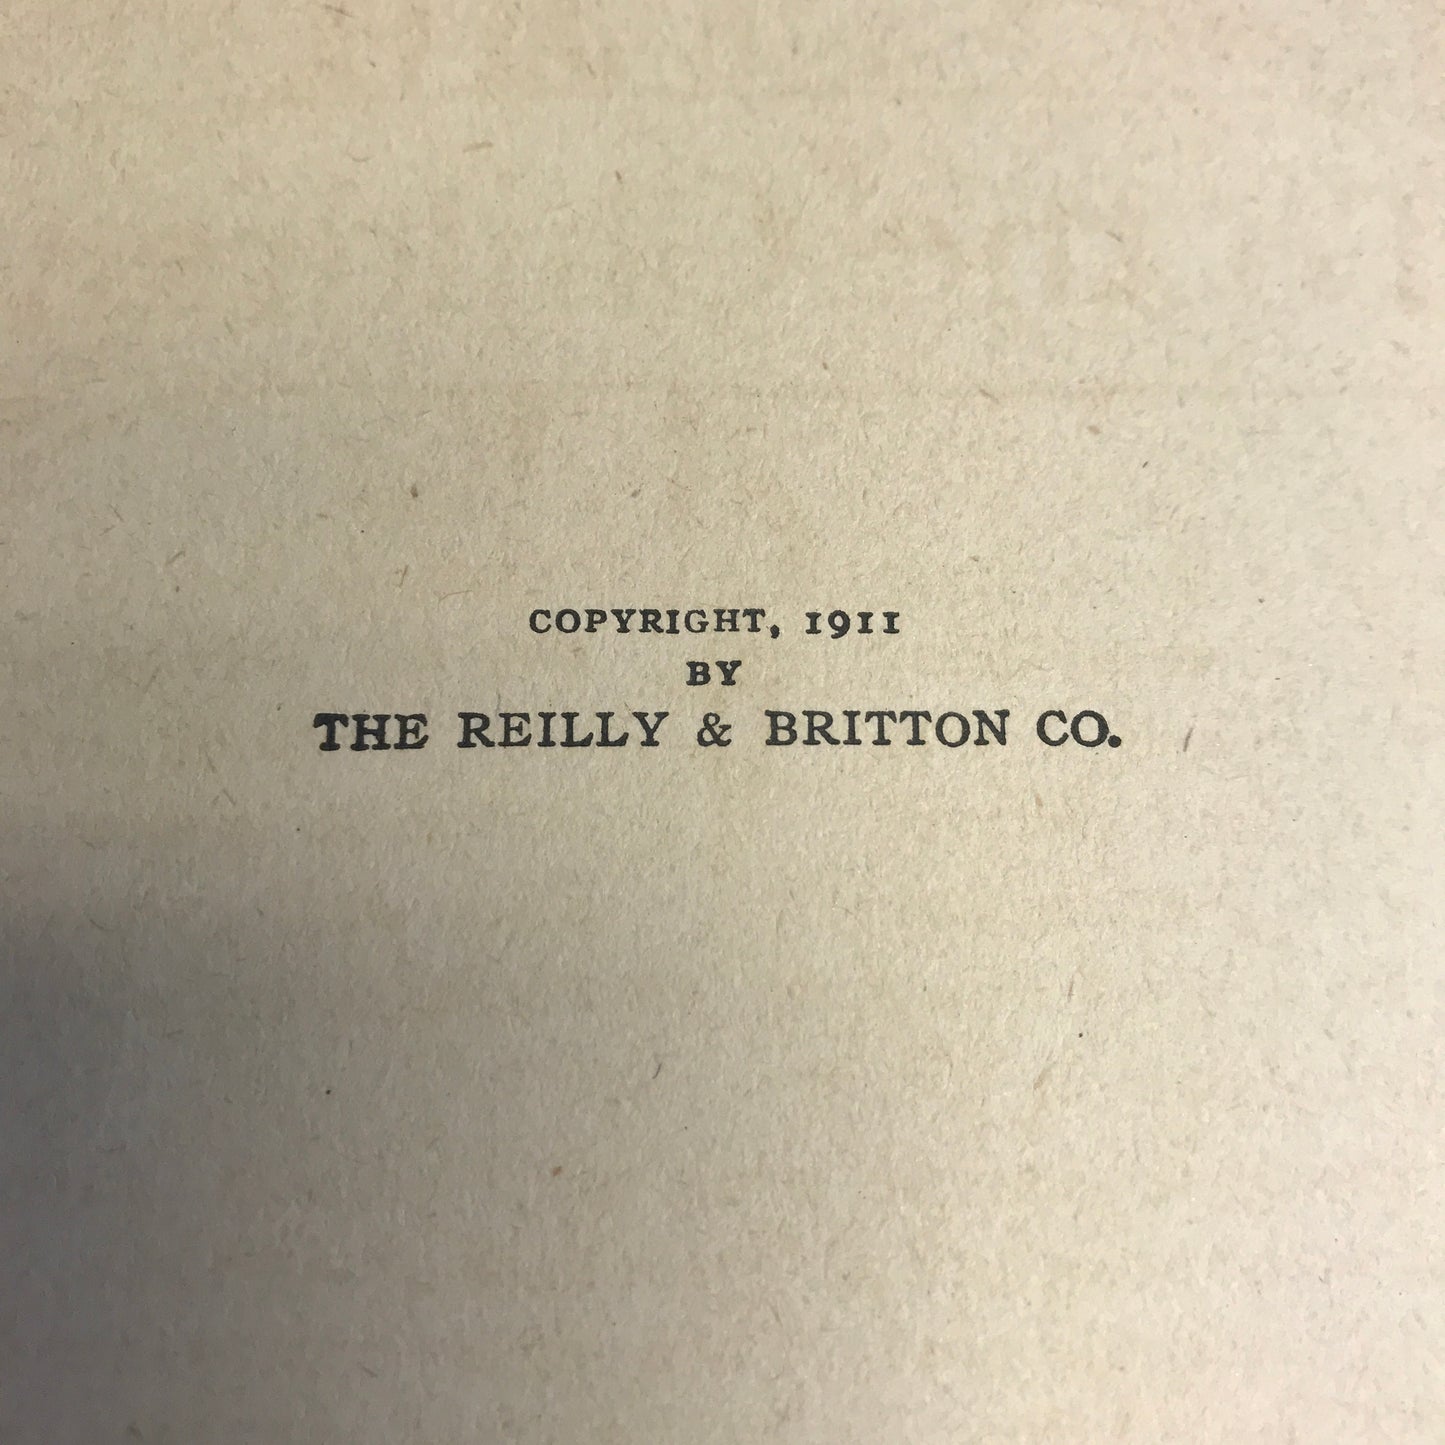 COPYRIGHT, 1911
BY
THE REILLY & BRITTON CO.